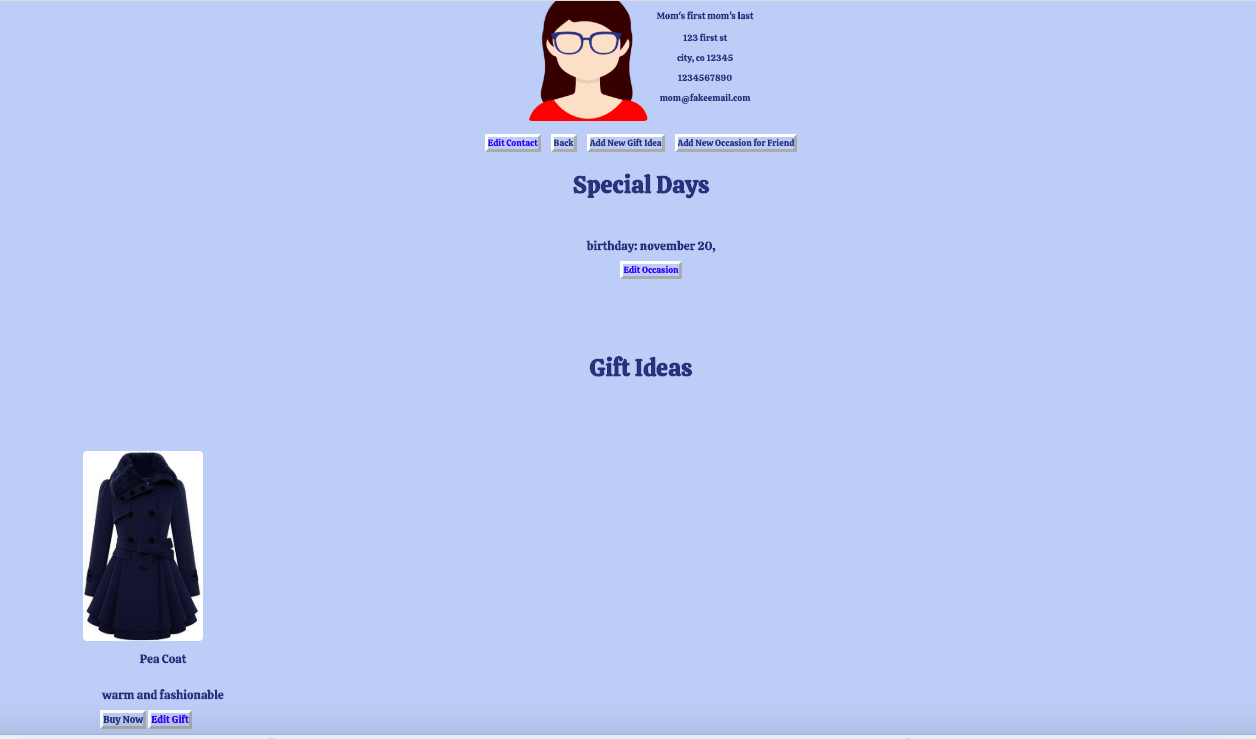 Mom's first mom's last
123 first st
city, co 12345
1234567890
mom@fakeemail.com
Edit Contact Back Add New Gift Idea Add New Occasion for Friend
Special Days
birthday: november 20,
Edit Occasion
Gift Ideas
Pea Coat
warm and fashionable
Buy Now Edit Gift